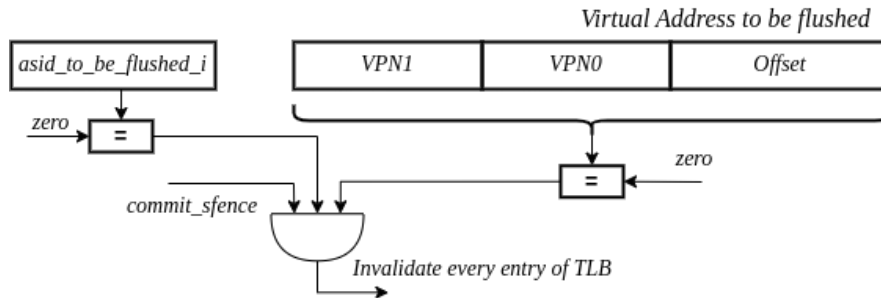 Virtual Address to be flushed
asid_to_be_flushed_i
VPN1
VPN0
Offset
zero
=
zero
=
commit_sfence
Invalidate every entry of TLB